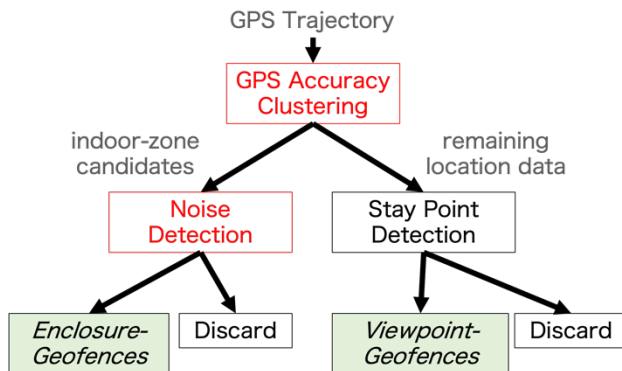 GPS Trajectory
GPS Accuracy
Clustering
indoor-zone
candidates
remaining
location data
Noise
Detection
Stay Point
Detection
Enclosure-
Geofences
Discard
Viewpoint-
Geofences
Discard